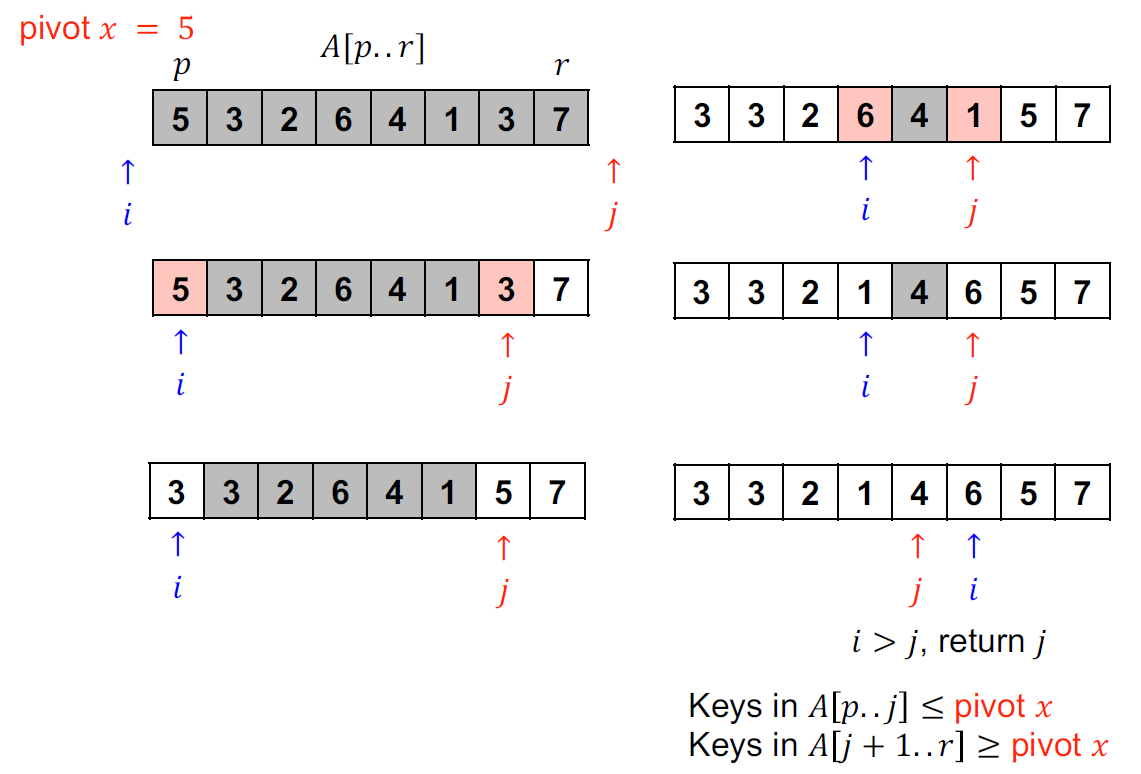 pivot x = 5
A[p..r]
p r
5 3 2 6 4 1 3 7
i j
5 3 2 6 4 1 3 7
i j
3 3 2 6 4 1 5 7
i j
3 3 2 6 4 1 5 7
i j
3 3 2 1 4 6 5 7
i j
3 3 2 1 4 6 5 7
j i
i > j, return j
Keys in A[p..j] ≤ pivot x
Keys in A[j + 1..r] ≥ pivot x